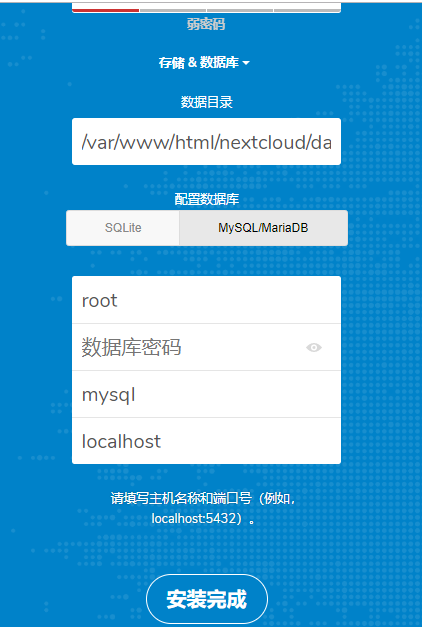 弱密码
存储 & 数据库
数据目录
/var/www/html/nextcloud/da
配置数据库
SQLite
MySQL/MariaDB
root
数据库密码
mysql
localhost
请填写主机名称和端口号（例如，
localhost:5432）。
安装完成